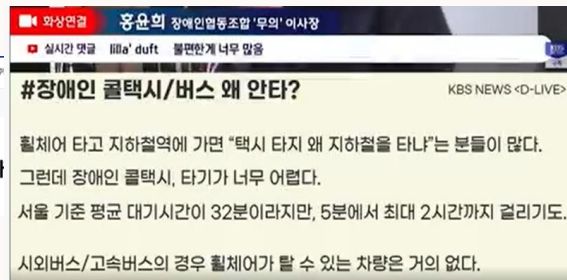 화상연결 홍윤희 장애인협동조합 '무의' 이사장
실시간 댓글 lilla' duft 불편한게 너무 많음
#장애인 콜택시/버스 왜 안타?
KBS NEWS <D-LIVE>
휠체어 타고 지하철역에 가면 “택시 타지 왜 지하철을 타냐”는 분들이 많다.
그런데 장애인 콜택시, 타기가 너무 어렵다.
서울 기준 평균 대기시간이 32분이라지만, 5분에서 최대 2시간까지 걸리기도.
시외버스/고속버스의 경우 휠체어가 탈 수 있는 차량은 거의 없다.